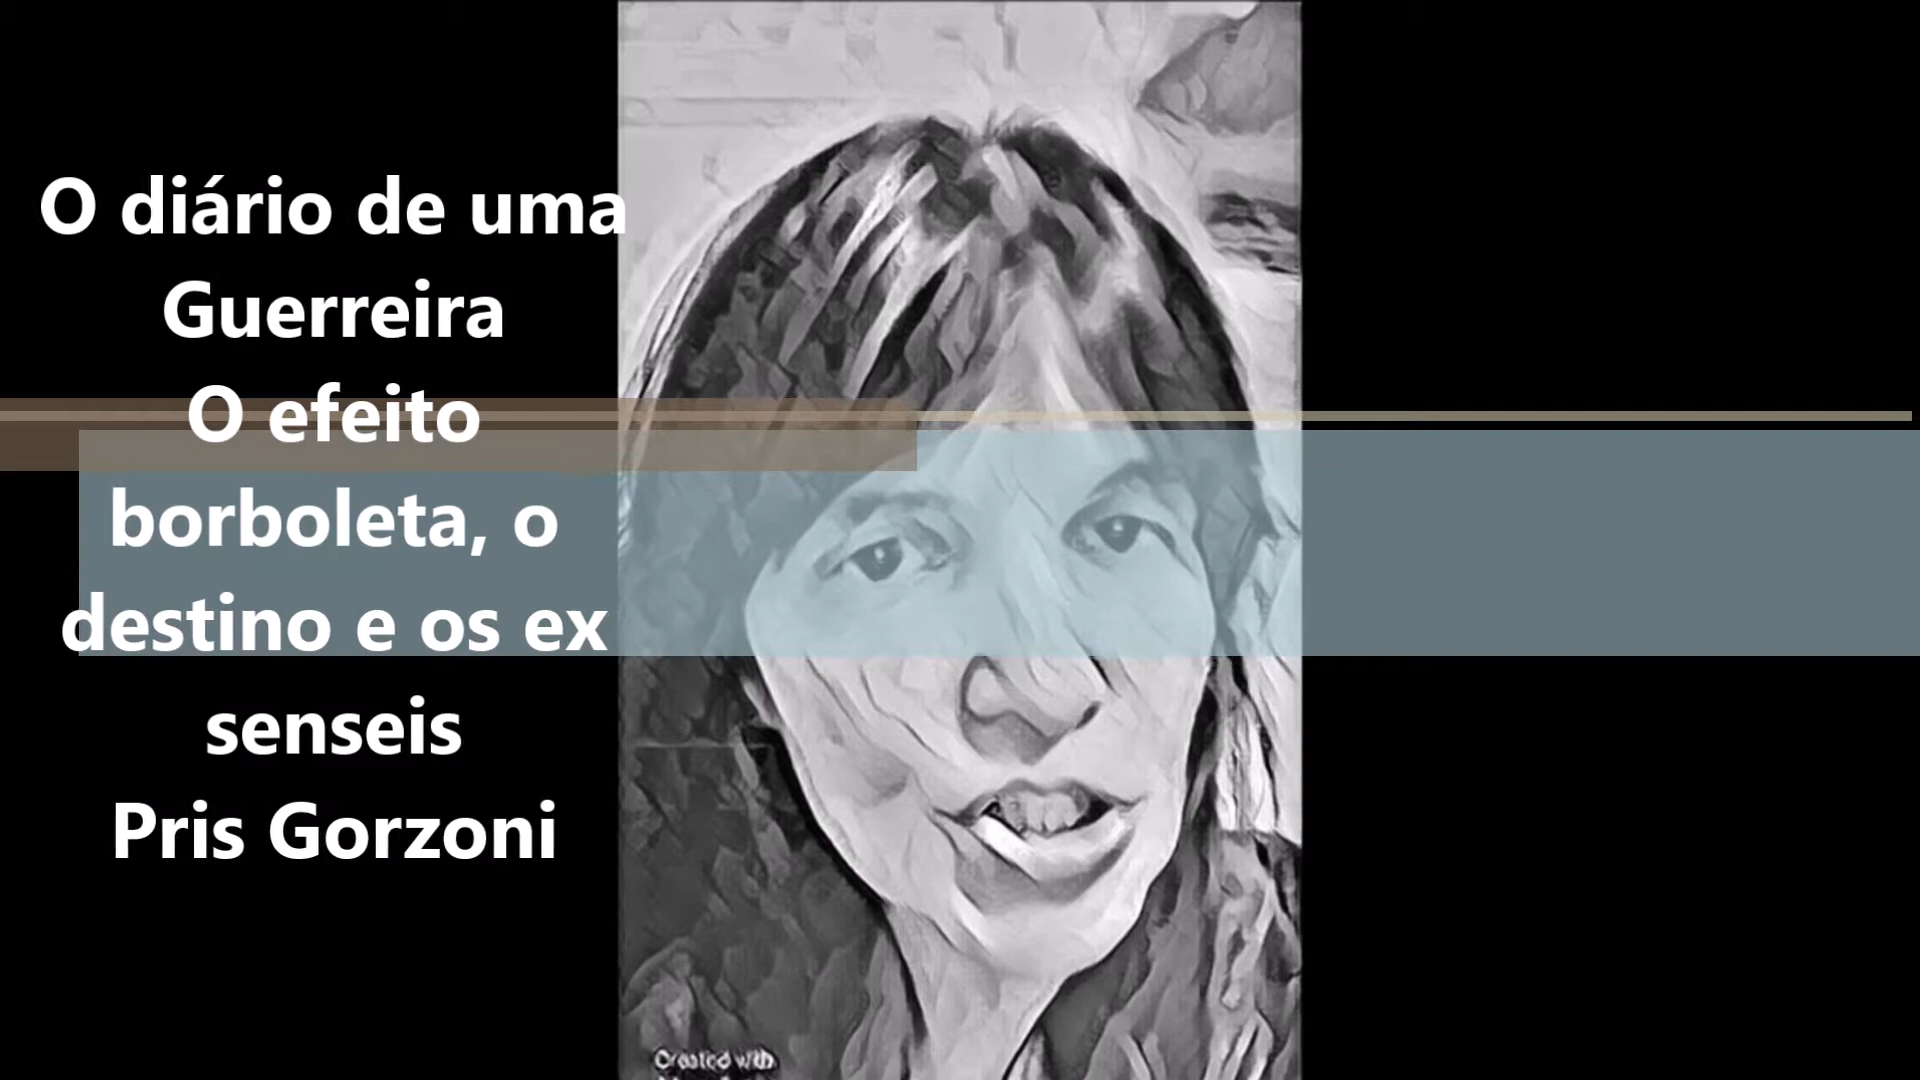 O diário de uma
Guerreira
O efeito
borboleta, o
destino e os ex
senseis
Pris Gorzoni
Created with